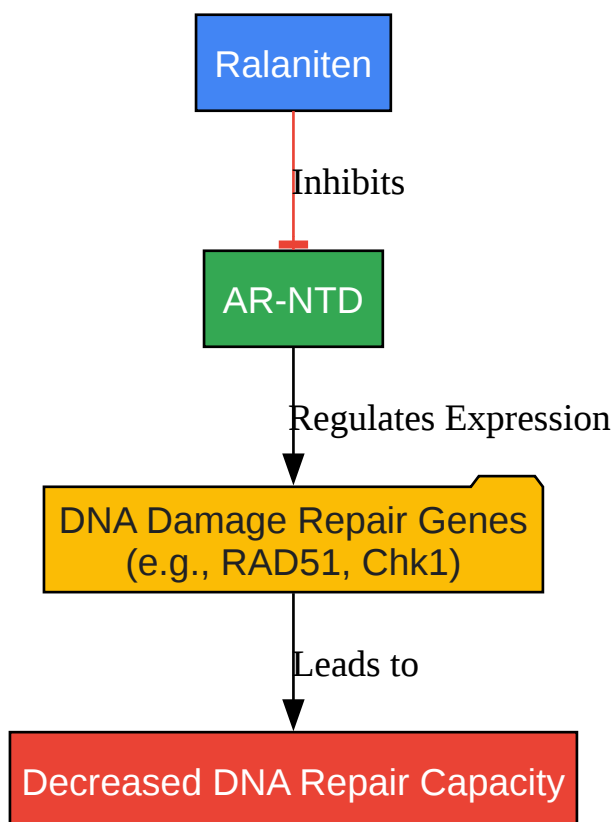 Ralaniten
Inhibits
AR-NTD
Regulates Expression
DNA Damage Repair Genes
(e.g., RAD51, Chk1)
Leads to
Decreased DNA Repair Capacity